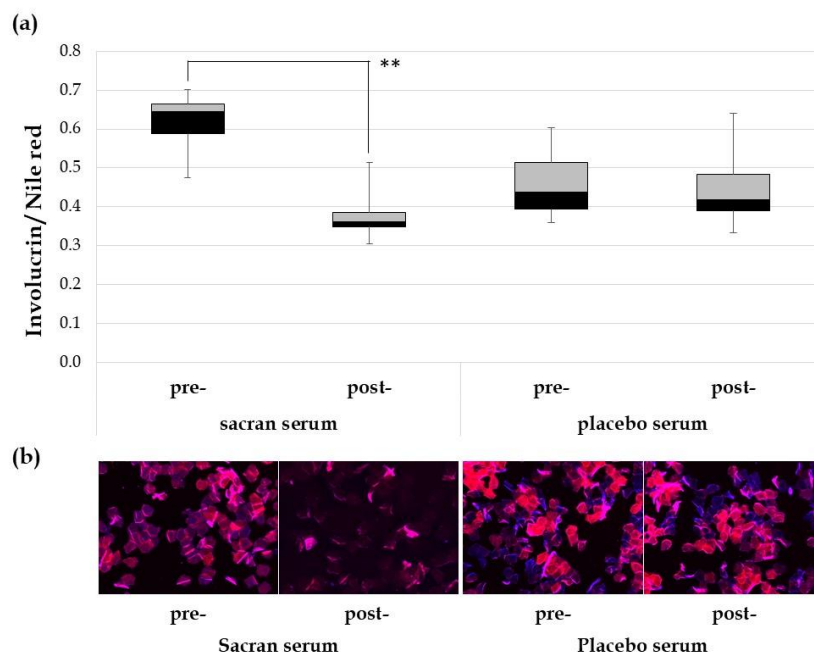 (a)
Involucrin/ Nile red
0.8
0.7
0.6
0.5
0.4
0.3
0.2
0.1
0.0
**
pre- post- pre- post-
sacran serum placebo serum
(b)
pre- post- pre- post-
Sacran serum Placebo serum